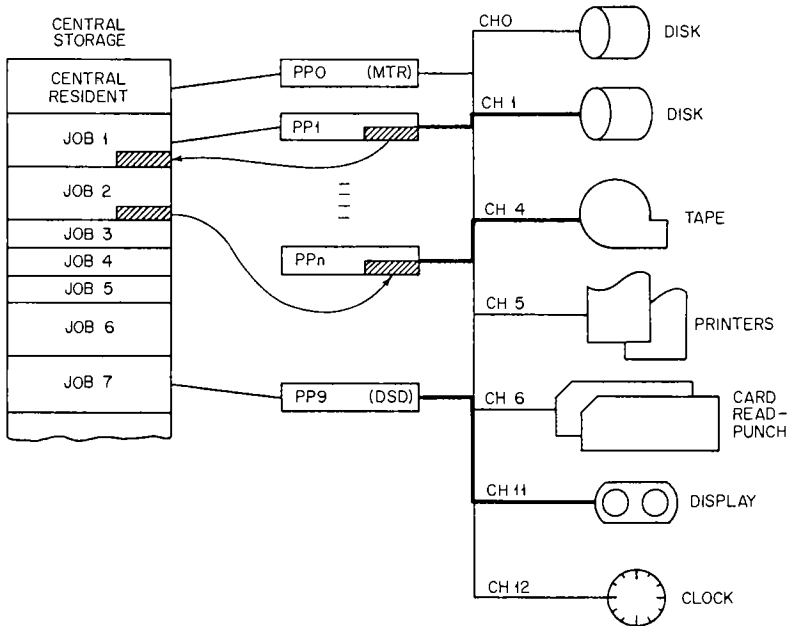 CENTRAL
STORAGE
CENTRAL
RESIDENT
JOB 1
JOB 2
JOB 3
JOB 4
JOB 5
JOB 6
JOB 7
PP0 (MTR)
PP1
PPn
PP9 (DSD)
CH0
DISK
CH 1
DISK
CH 4
TAPE
CH 5
PRINTERS
CH 6
CARD
READ-
PUNCH
CH 11
DISPLAY
CH 12
CLOCK